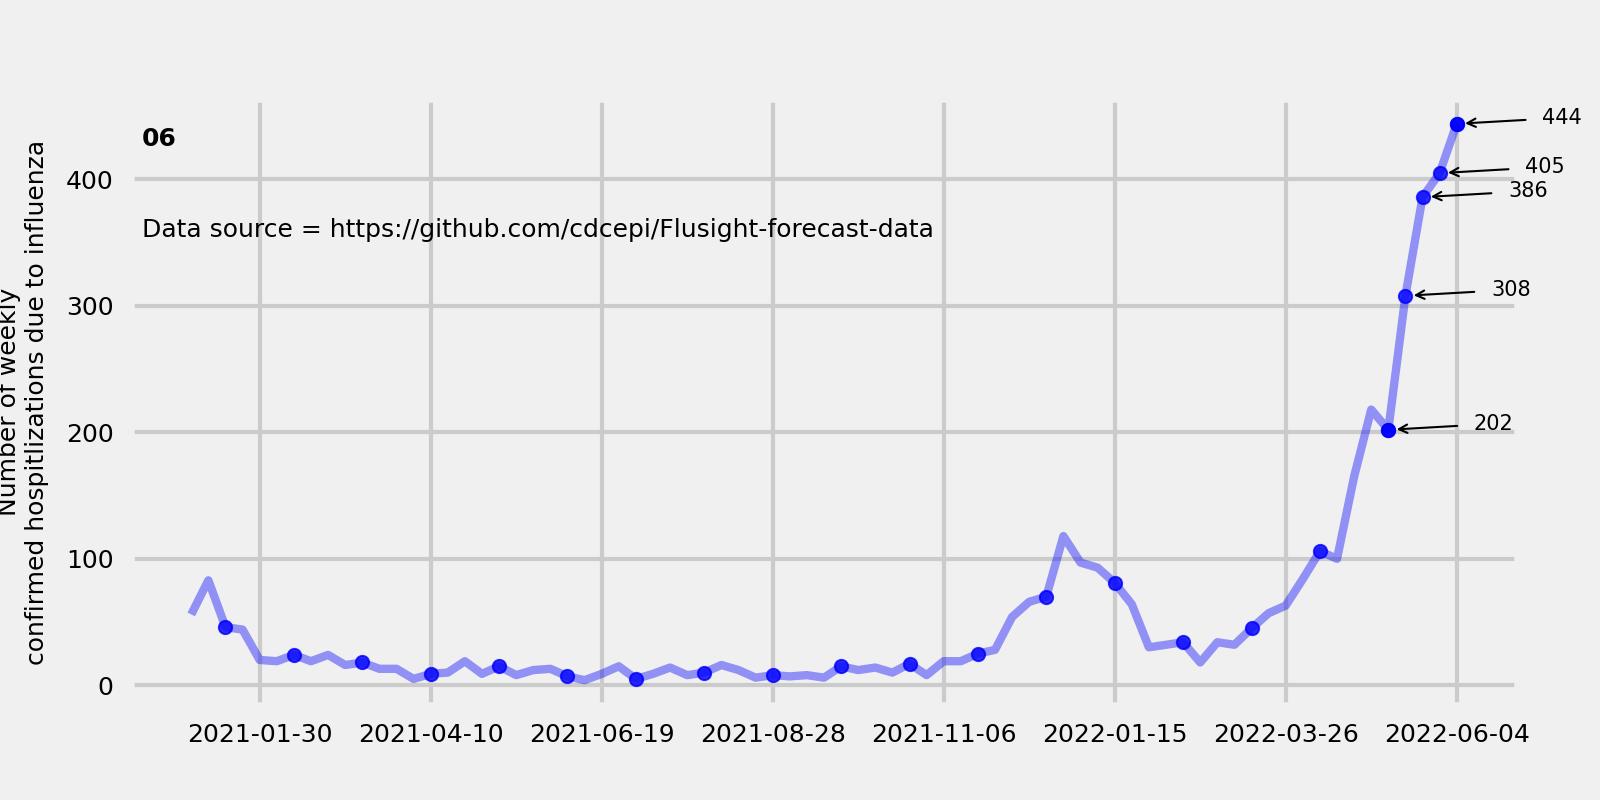 06
Data source = https://github.com/cdcepi/Flusight-forecast-data
Number of weekly
confirmed hospitlizations due to influenza
400
300
200
100
0
444
405
386
308
202
2021-01-30 2021-04-10 2021-06-19 2021-08-28 2021-11-06 2022-01-15 2022-03-26 2022-06-04